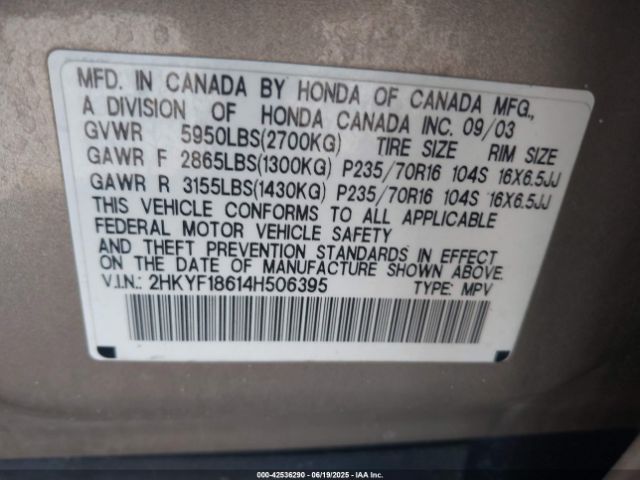 MFD. IN CANADA BY HONDA OF CANADA MFG.,
A DIVISION OF HONDA CANADA INC. 09/03
GVWR 5950LBS(2700KG) TIRE SIZE RIM SIZE
GAWR F 2865LBS(1300KG) P235/70R16 104S 16X6.5JJ
GAWR R 3155LBS(1430KG) P235/70R16 104S 16X6.5JJ
THIS VEHICLE CONFORMS TO ALL APPLICABLE
FEDERAL MOTOR VEHICLE SAFETY
AND THEFT PREVENTION STANDARDS IN EFFECT
ON THE DATE OF MANUFACTURE SHOWN ABOVE.
V.I.N.: 2HKYF18614H506395 TYPE: MPV
00-42536290 - 06/19/2025 - IAA Inc.